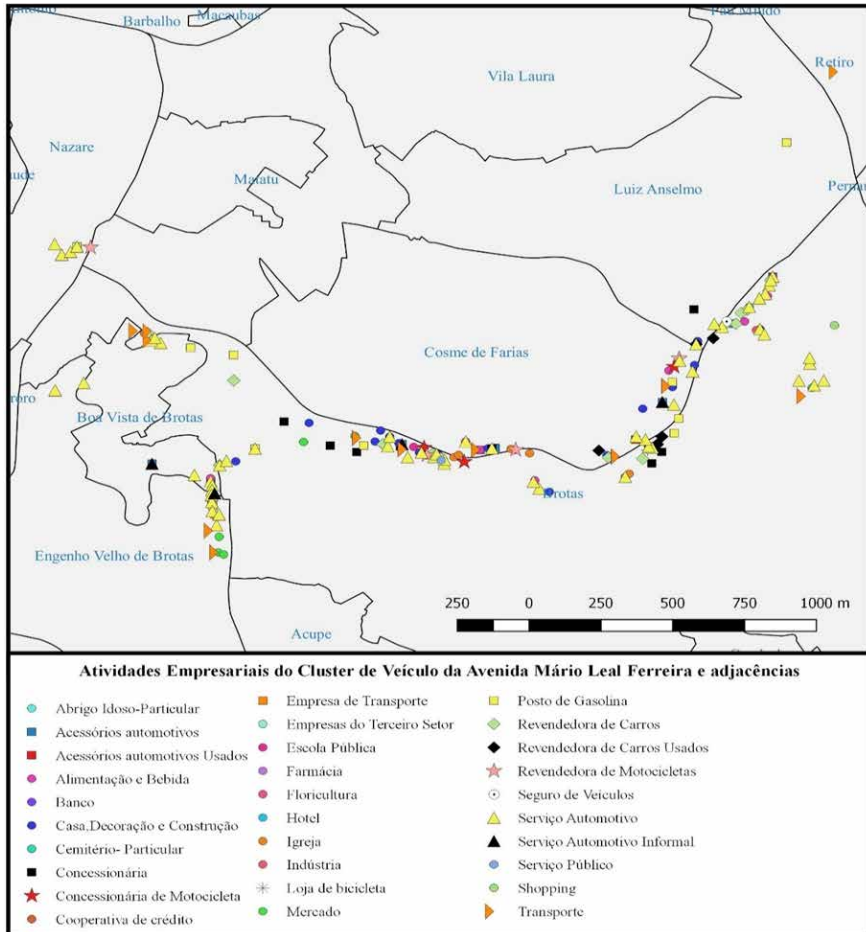 Barbalho
Macaubas
Pau Miúdo
Retiro
Vila Laura
Nazare
Matatu
Luiz Anselmo
Cosme de Farias
Boa Vista de Brotas
Brotas
Engenho Velho de Brotas
Acupe
250 0 250 500 750 1000 m
Atividades Empresariais do Cluster de Veículo da Avenida Mário Leal Ferreira e adjacências
Abrigo Idoso-Particular
Acessórios automotivos
Acessórios automotivos Usados
Alimentação e Bebida
Banco
Casa,Decoração e Construção
Cemitério- Particular
Concessionária
Concessionária de Motocicleta
Cooperativa de crédito
Empresa de Transporte
Empresas do Terceiro Setor
Escola Pública
Farmácia
Floricultura
Hotel
Igreja
Indústria
Loja de bicicleta
Mercado
Posto de Gasolina
Revendedora de Carros
Revendedora de Carros Usados
Revendedora de Motocicletas
Seguro de Veículos
Serviço Automotivo
Serviço Automotivo Informal
Serviço Público
Shopping
Transporte